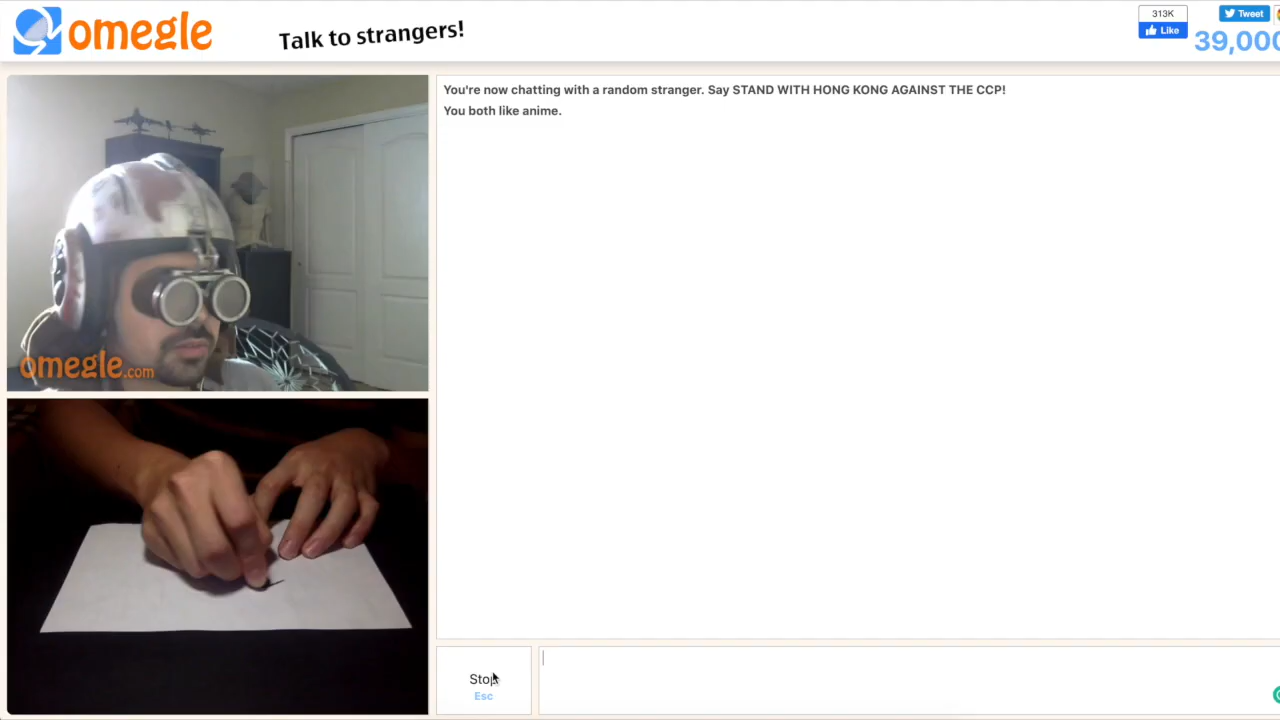 omegle
Talk to strangers!
313K
Like
Tweet
39,000
You're now chatting with a random stranger. Say STAND WITH HONG KONG AGAINST THE CCP!
You both like anime.
omegle.com
Stop
Esc